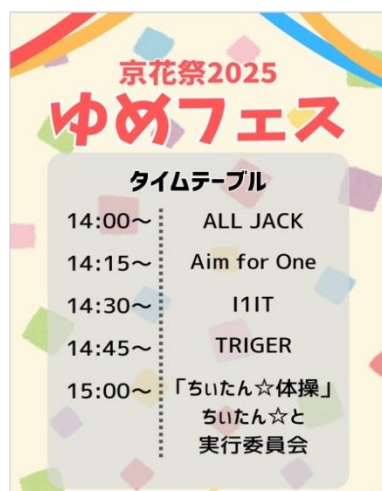 京花祭2025
ゆめフェス
タイムテーブル
14:00～ ALL JACK
14:15～ Aim for One
14:30～ I1IT
14:45～ TRIGER
15:00～ 「ちぃたん☆体操」
ちぃたん☆と
実行委員会